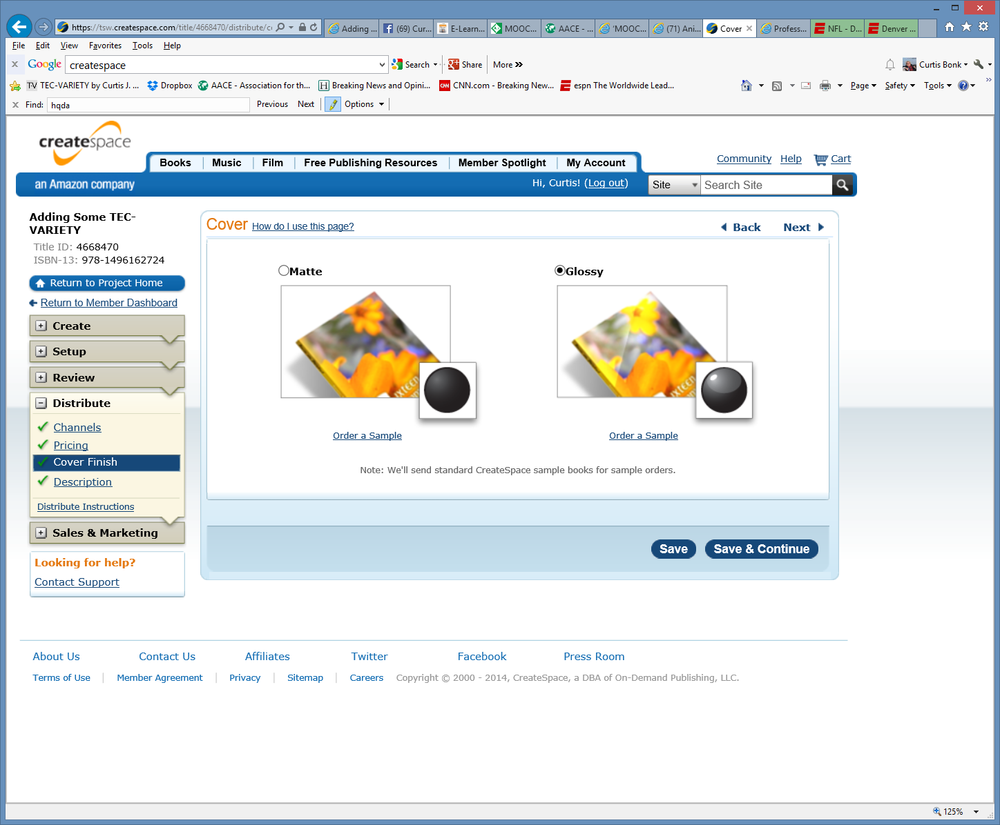 https://tsw.createspace.com/title/4668470/distribute/c
Adding ...
(69) Cur...
E-Learn...
MOOC...
AACE - ...
'MOOC...
(71) Ani...
Cover
Profess...
NFL - D...
Denver ...
File Edit View Favorites Tools Help
x Google createspace Search Share More »
Curtis Bonk
TEC-VARIETY by Curtis J. ...
Dropbox
AACE - Association for th...
Breaking News and Opini...
CNN.com - Breaking New...
espn The Worldwide Lead...
Page Safety Tools
x Find: hqda Previous Next Options
createspace
an Amazon company
Books Music Film Free Publishing Resources Member Spotlight My Account
Community Help Cart
Hi, Curtis! (Log out)
Site Search Site
Adding Some TEC-
VARIETY
Title ID: 4668470
ISBN-13: 978-1496162724
Return to Project Home
Return to Member Dashboard
Create
Setup
Review
Distribute
Channels
Pricing
Cover Finish
Description
Distribute Instructions
Sales & Marketing
Looking for help?
Contact Support
Cover How do I use this page?
Back Next
Matte
Glossy
Order a Sample
Order a Sample
Note: We'll send standard CreateSpace sample books for sample orders.
Save Save & Continue
About Us Contact Us Affiliates Twitter Facebook Press Room
Terms of Use | Member Agreement | Privacy | Sitemap | Careers Copyright © 2000 - 2014, CreateSpace, a DBA of On-Demand Publishing, LLC.
125%